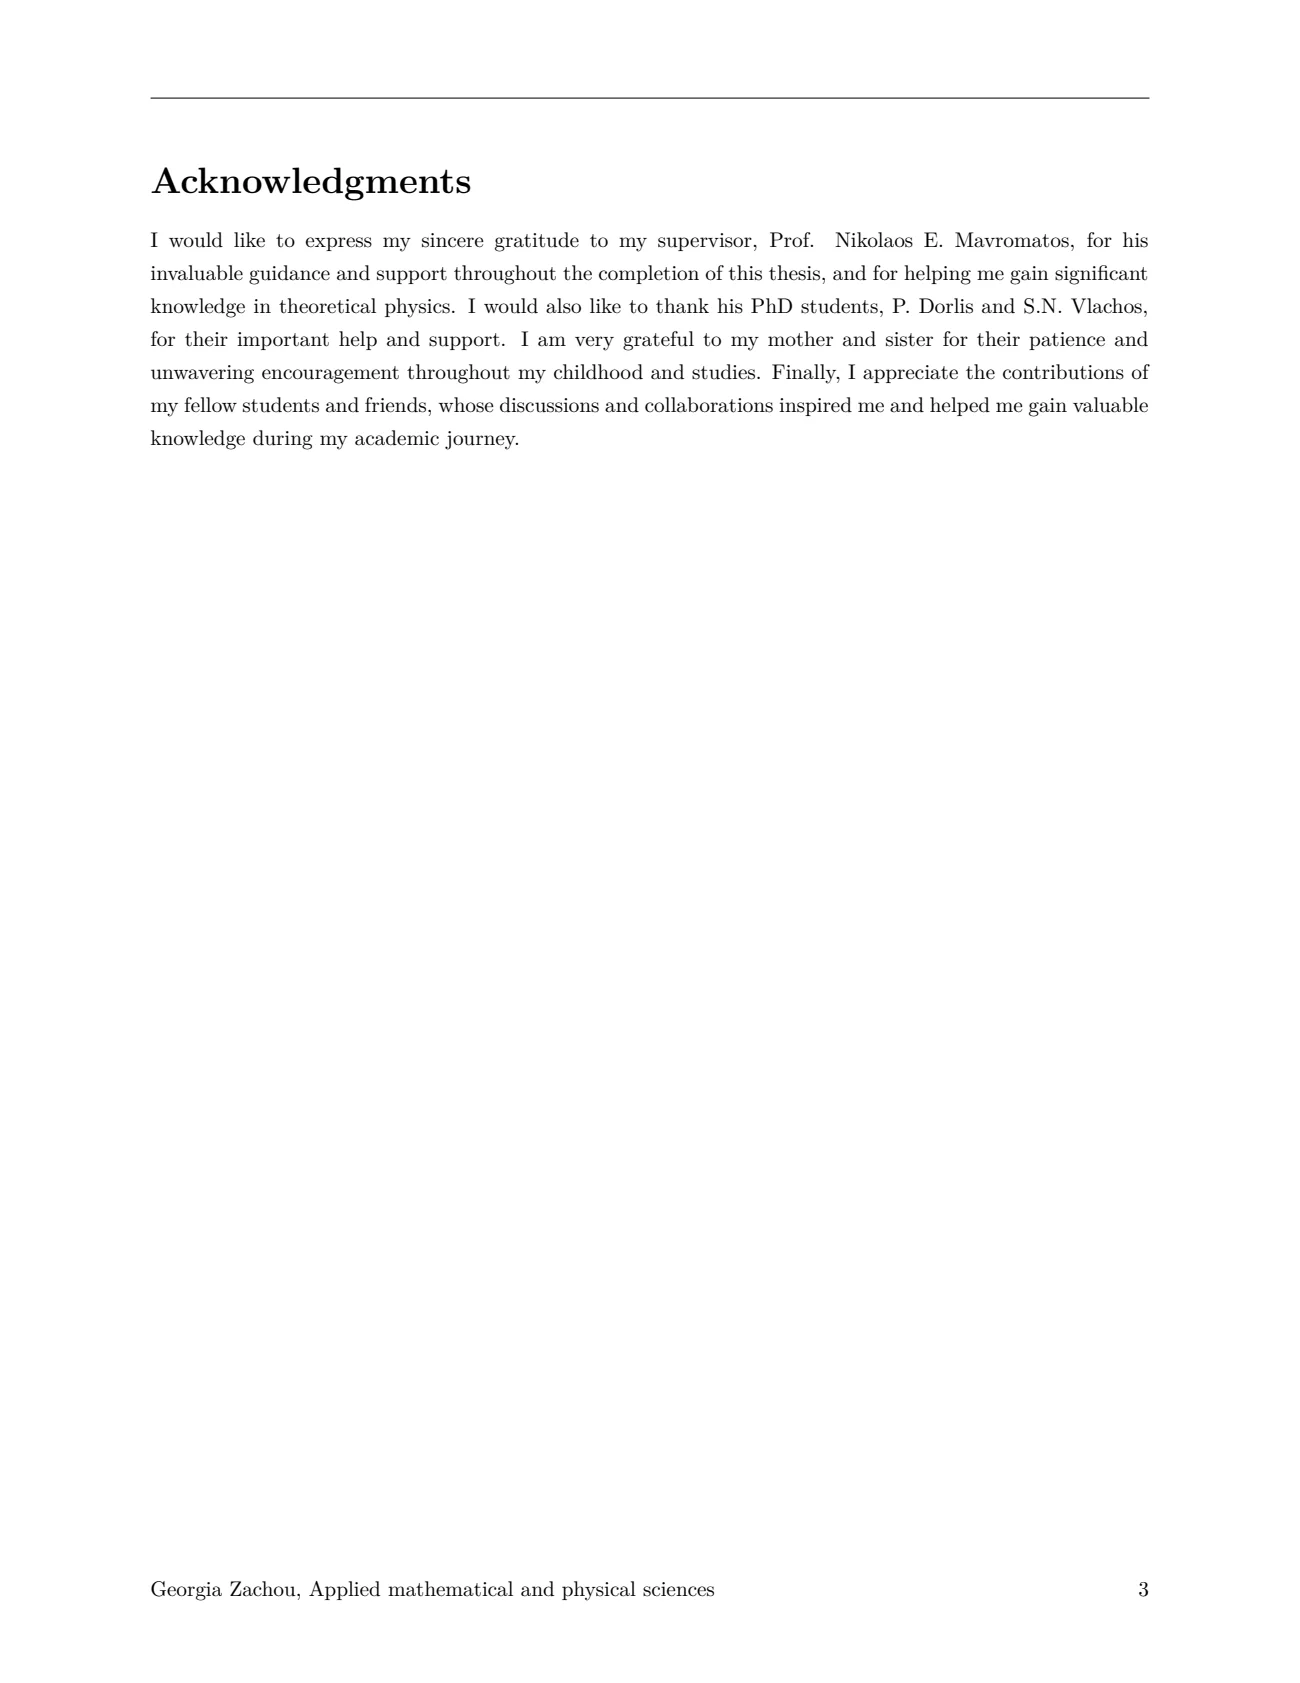 Acknowledgments
I would like to express my sincere gratitude to my supervisor, Prof. Nikolaos E. Mavromatos, for his
invaluable guidance and support throughout the completion of this thesis, and for helping me gain significant
knowledge in theoretical physics. I would also like to thank his PhD students, P. Dorlis and S.N. Vlachos,
for their important help and support. I am very grateful to my mother and sister for their patience and
unwavering encouragement throughout my childhood and studies. Finally, I appreciate the contributions of
my fellow students and friends, whose discussions and collaborations inspired me and helped me gain valuable
knowledge during my academic journey.
Georgia Zachou, Applied mathematical and physical sciences 3